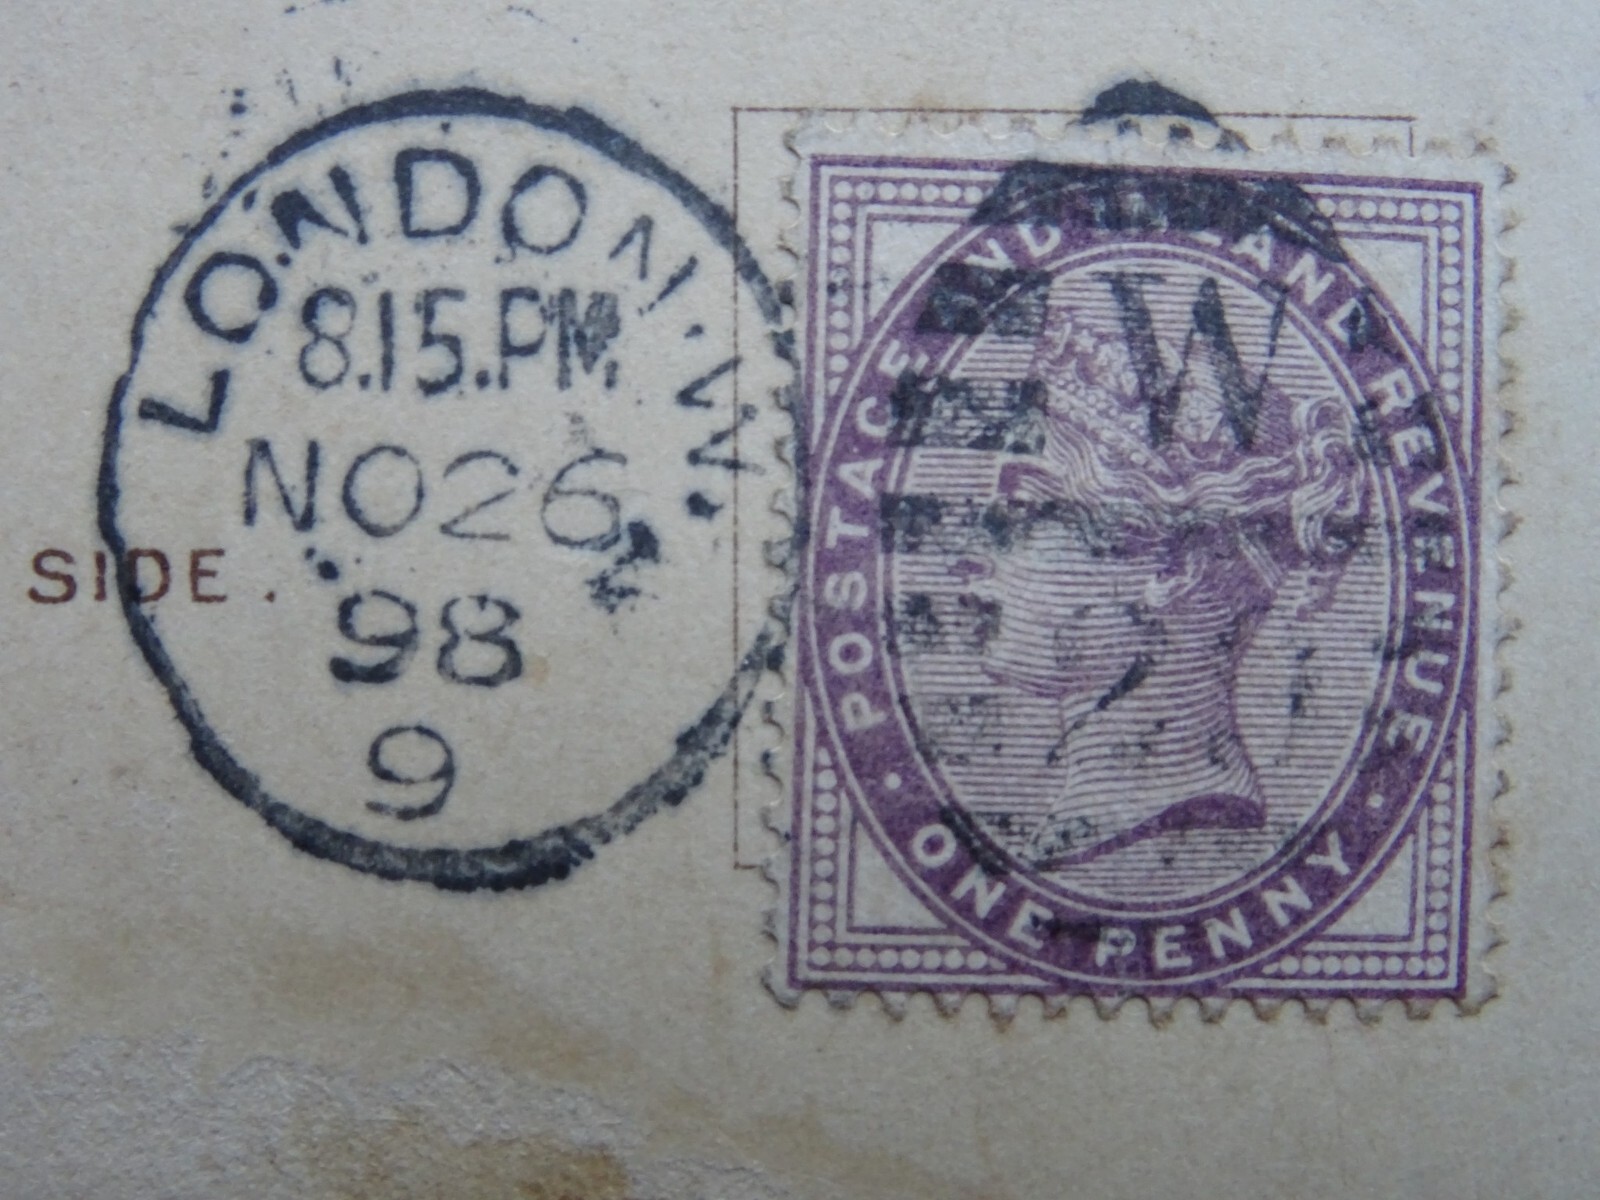 LONDON.W.
8.15.PM
NO26
98
9
SIDE.
POSTAGE AND INLAND REVENUE
ONE PENNY
W